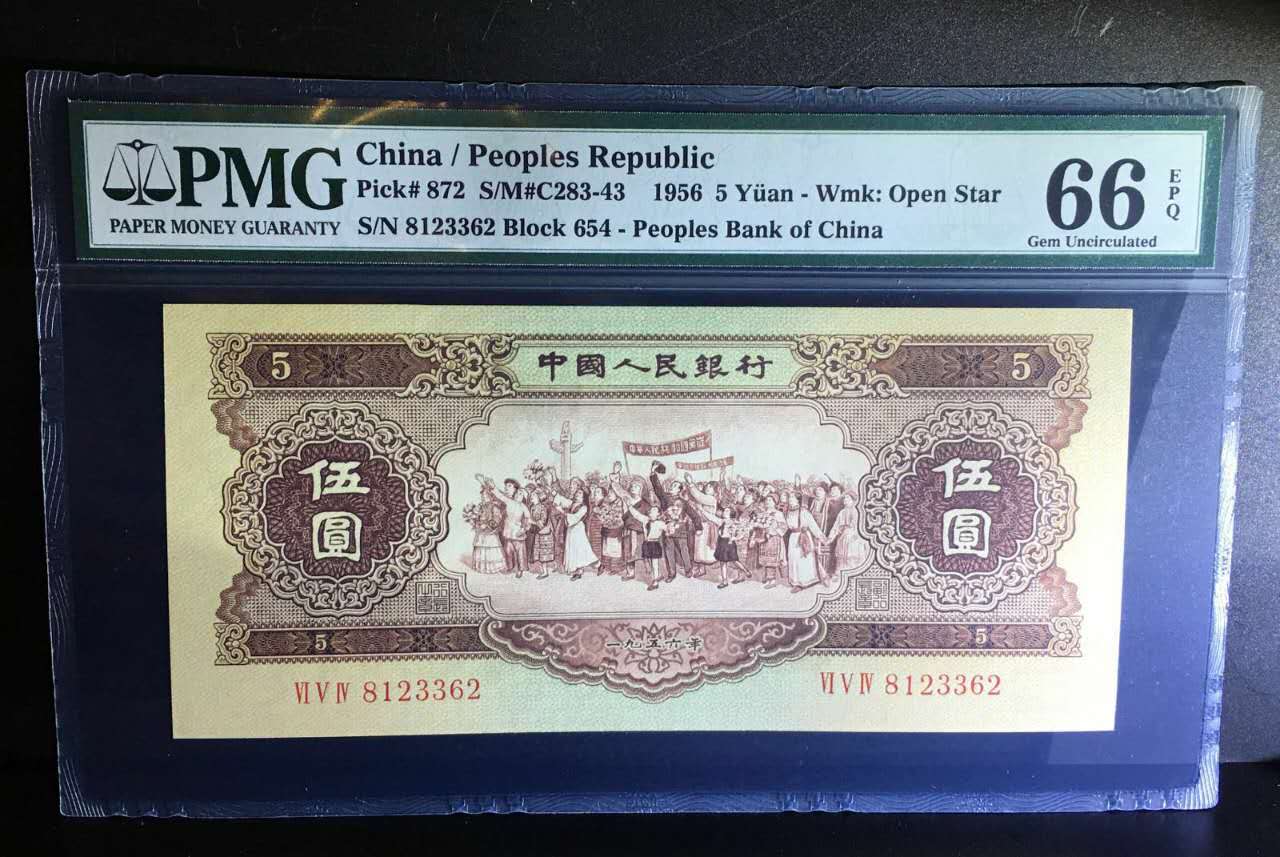 PMG
PAPER MONEY GUARANTY
China / Peoples Republic
Pick# 872 S/M#C283-43 1956 5 Yüan - Wmk: Open Star
S/N 8123362 Block 654 - Peoples Bank of China
66
EPQ
Gem Uncirculated
5 中國人民銀行 5
伍圓
伍圓
5 一九五六年 5
Ⅵ Ⅴ Ⅳ 8123362
Ⅵ Ⅴ Ⅳ 8123362